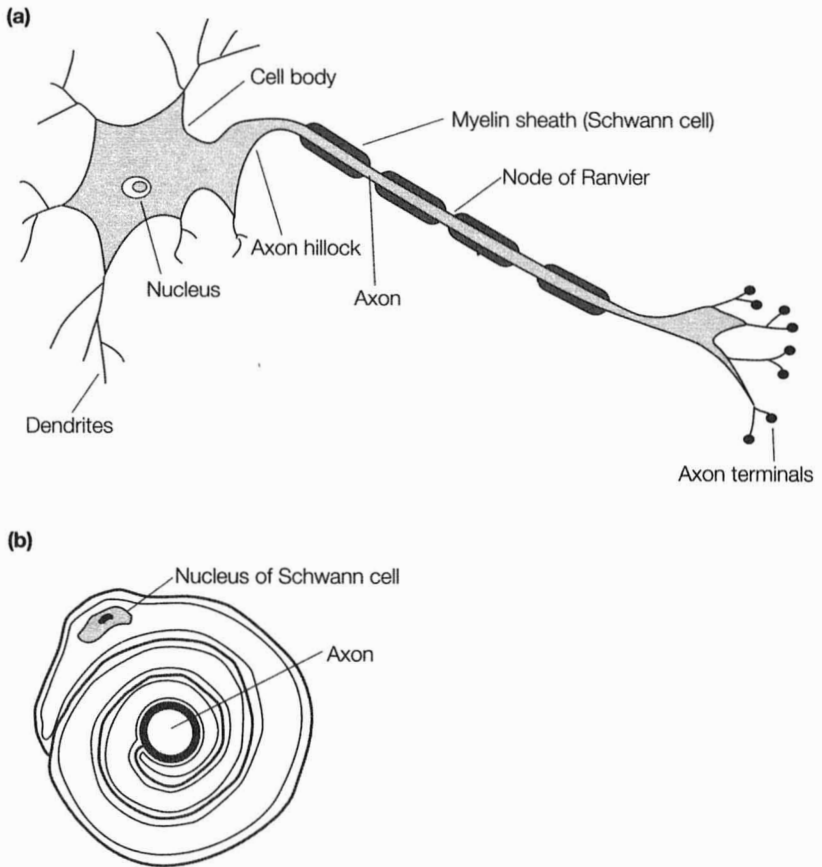 (a)
Cell body
Myelin sheath (Schwann cell)
Node of Ranvier
Axon hillock
Nucleus
Axon
Dendrites
Axon terminals
(b)
Nucleus of Schwann cell
Axon